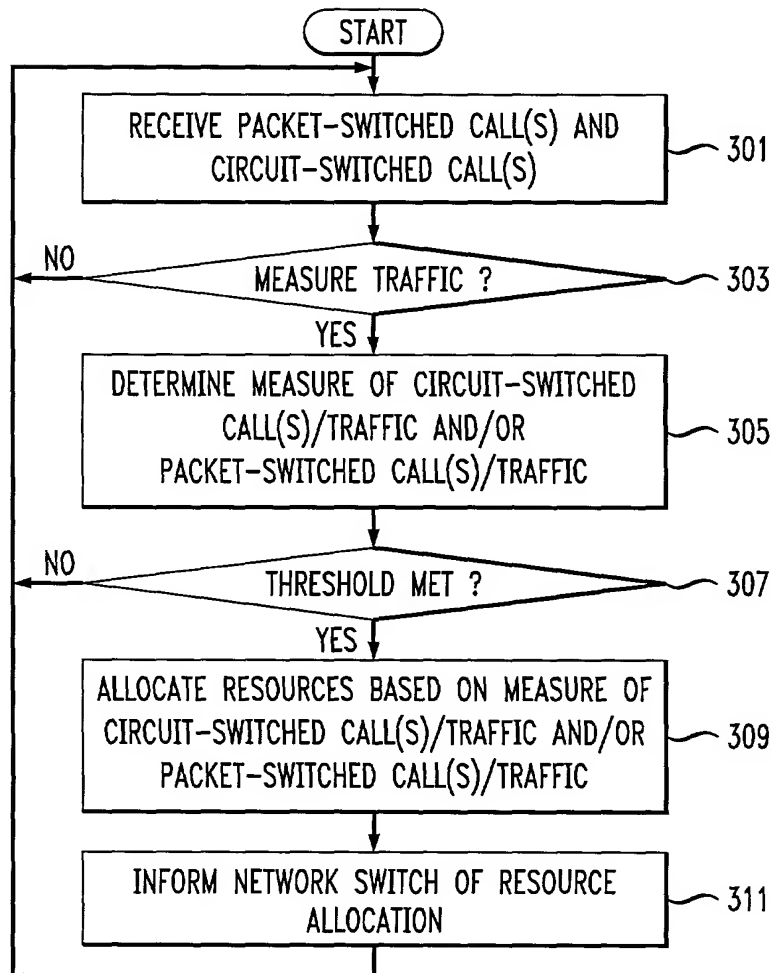 START
RECEIVE PACKET-SWITCHED CALL(S) AND
CIRCUIT-SWITCHED CALL(S)
301
NO
MEASURE TRAFFIC ?
303
YES
DETERMINE MEASURE OF CIRCUIT-SWITCHED
CALL(S)/TRAFFIC AND/OR
PACKET-SWITCHED CALL(S)/TRAFFIC
305
NO
THRESHOLD MET ?
307
YES
ALLOCATE RESOURCES BASED ON MEASURE OF
CIRCUIT-SWITCHED CALL(S)/TRAFFIC AND/OR
PACKET-SWITCHED CALL(S)/TRAFFIC
309
INFORM NETWORK SWITCH OF RESOURCE
ALLOCATION
311